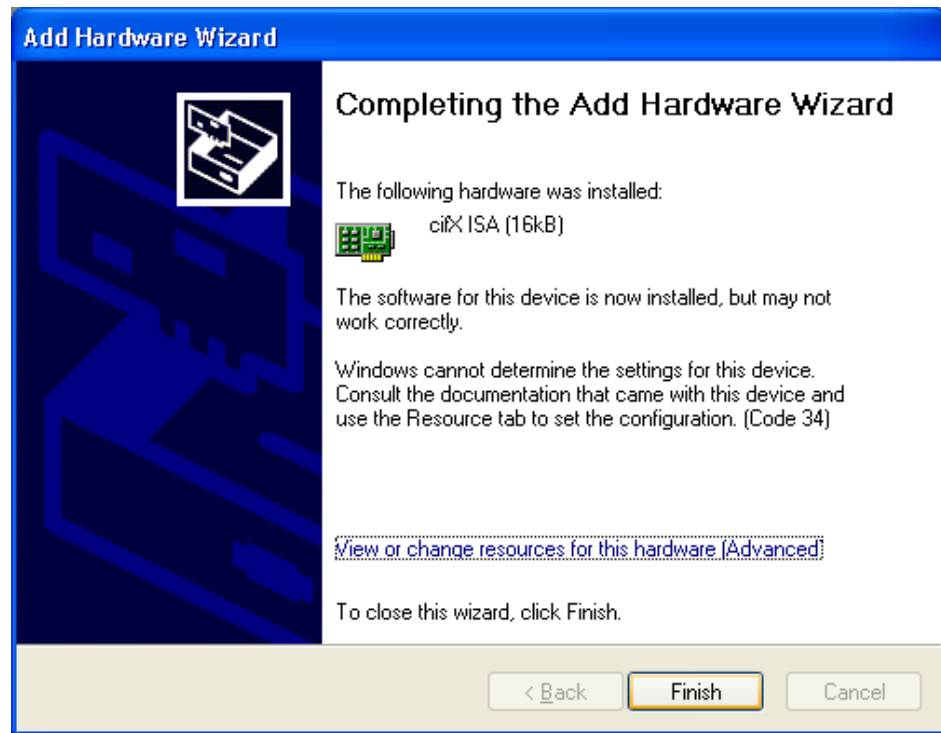 Add Hardware Wizard
Completing the Add Hardware Wizard
The following hardware was installed:
cifX ISA (16kB)
The software for this device is now installed, but may not
work correctly.
Windows cannot determine the settings for this device.
Consult the documentation that came with this device and
use the Resource tab to set the configuration. (Code 34)
View or change resources for this hardware (Advanced)
To close this wizard, click Finish.
< Back Finish Cancel